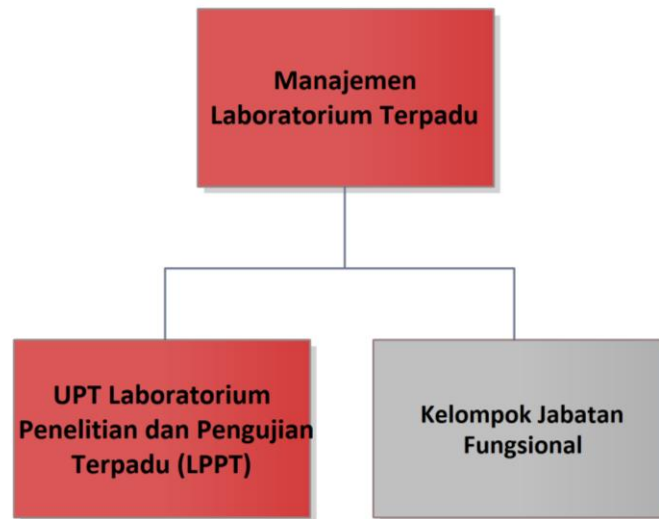 Manajemen
Laboratorium Terpadu
UPT Laboratorium
Penelitian dan Pengujian
Terpadu (LPPT)
Kelompok Jabatan
Fungsional